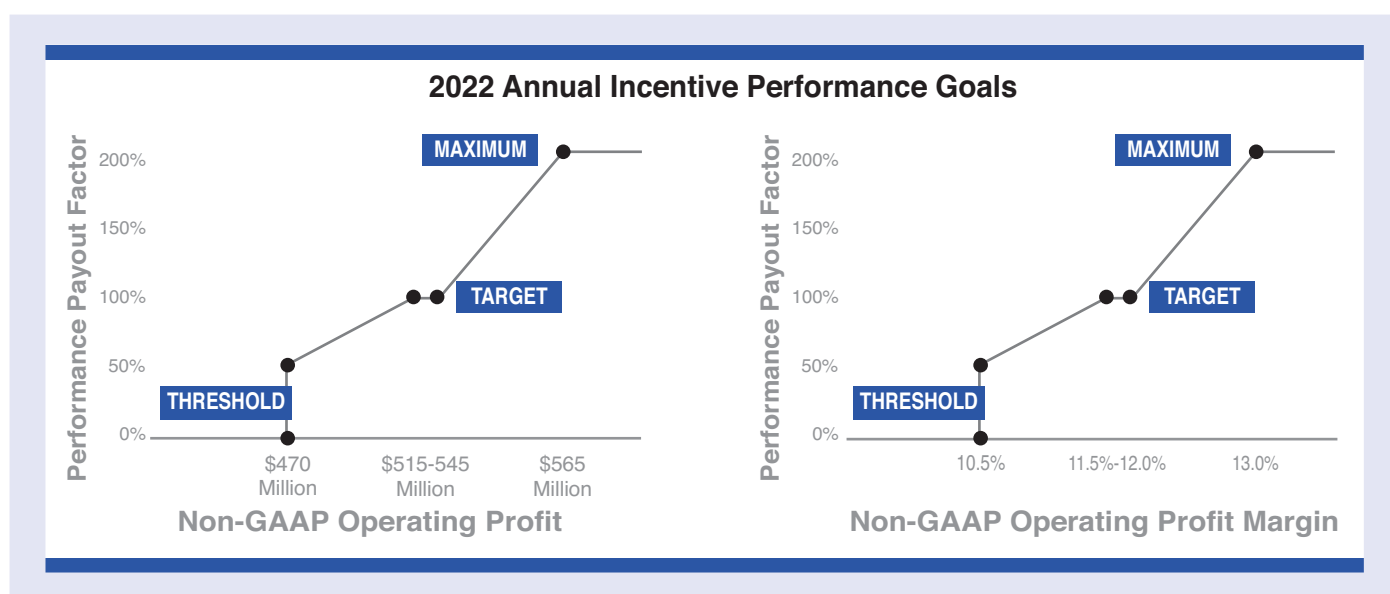 2022 Annual Incentive Performance Goals
Performance Payout Factor
200%
150%
100%
50%
0%
MAXIMUM
TARGET
THRESHOLD
$470
Million
$515-545
Million
$565
Million
Non-GAAP Operating Profit
Performance Payout Factor
200%
150%
100%
50%
0%
MAXIMUM
TARGET
THRESHOLD
10.5%
11.5%-12.0%
13.0%
Non-GAAP Operating Profit Margin